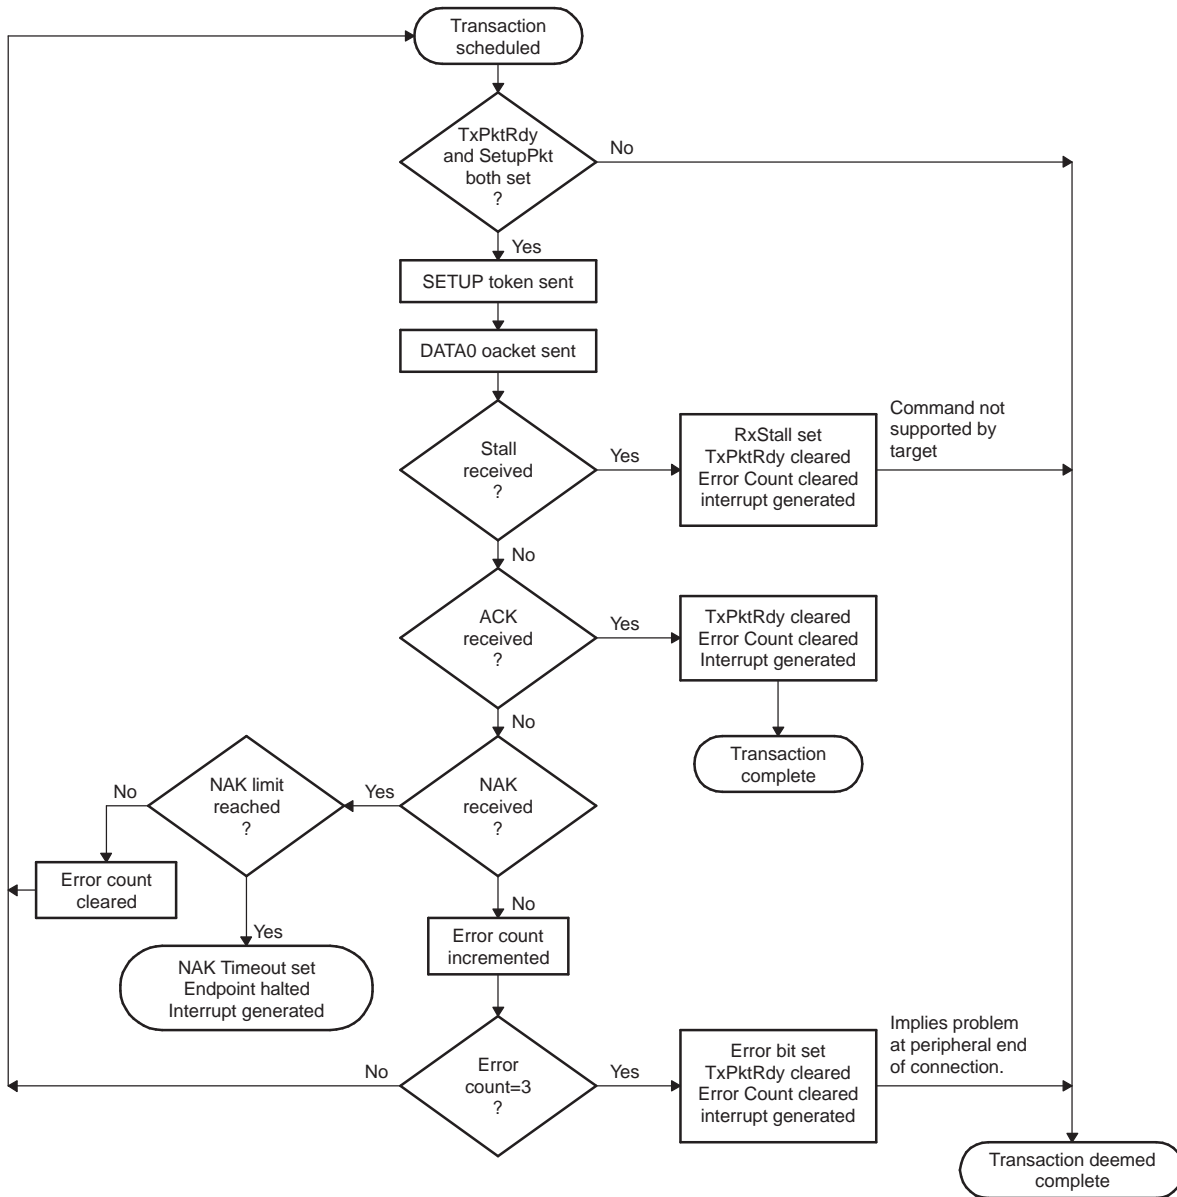 Transaction
scheduled
TxPktRdy
and SetupPkt
both set
?
No
Yes
SETUP token sent
DATA0 oacket sent
Stall
received
?
Yes
RxStall set
TxPktRdy cleared
Error Count cleared
interrupt generated
Command not
supported by
target
No
ACK
received
?
Yes
TxPktRdy cleared
Error Count cleared
Interrupt generated
No
Transaction
complete
NAK
received
?
Yes
NAK limit
reached
?
No
Error count
cleared
Yes
NAK Timeout set
Endpoint halted
Interrupt generated
No
Error count
incremented
Error
count=3
?
No
Yes
Error bit set
TxPktRdy cleared
Error Count cleared
interrupt generated
Implies problem
at peripheral end
of connection.
Transaction deemed
complete